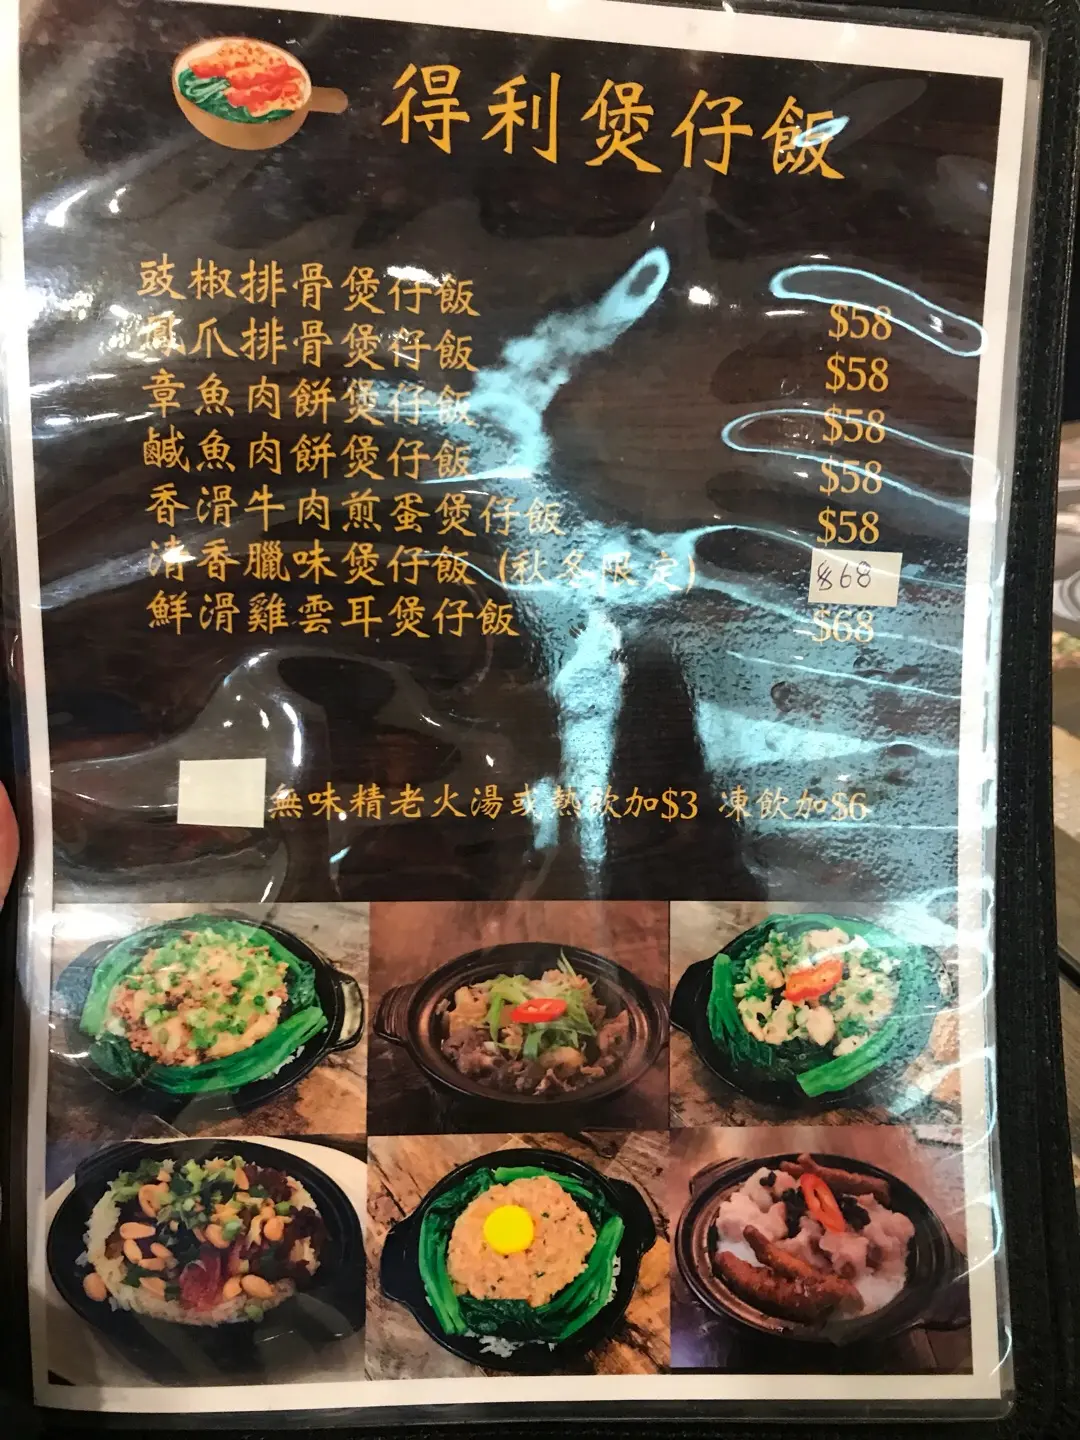 得利煲仔飯
豉椒排骨煲仔飯 $58
鳳爪排骨煲仔飯 $58
章魚肉餅煲仔飯 $58
鹹魚肉餅煲仔飯 $58
香滑牛肉煎蛋煲仔飯 $58
清香臘味煲仔飯 (秋冬限定) $68
鮮滑雞雲耳煲仔飯 $68
無味精老火湯或熱飲加$3 凍飲加$6